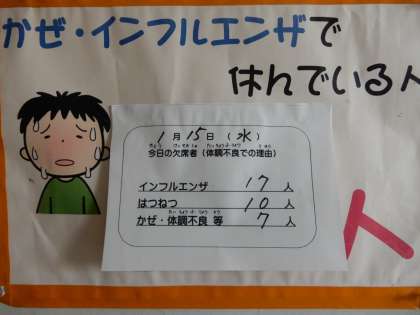 かぜ・インフルエンザで
休んでいる人
1月15日(水)
今日の欠席者(体調不良での理由)
インフルエンザ 17人
はつねつ 10人
かぜ・体調不良 等 7人
人